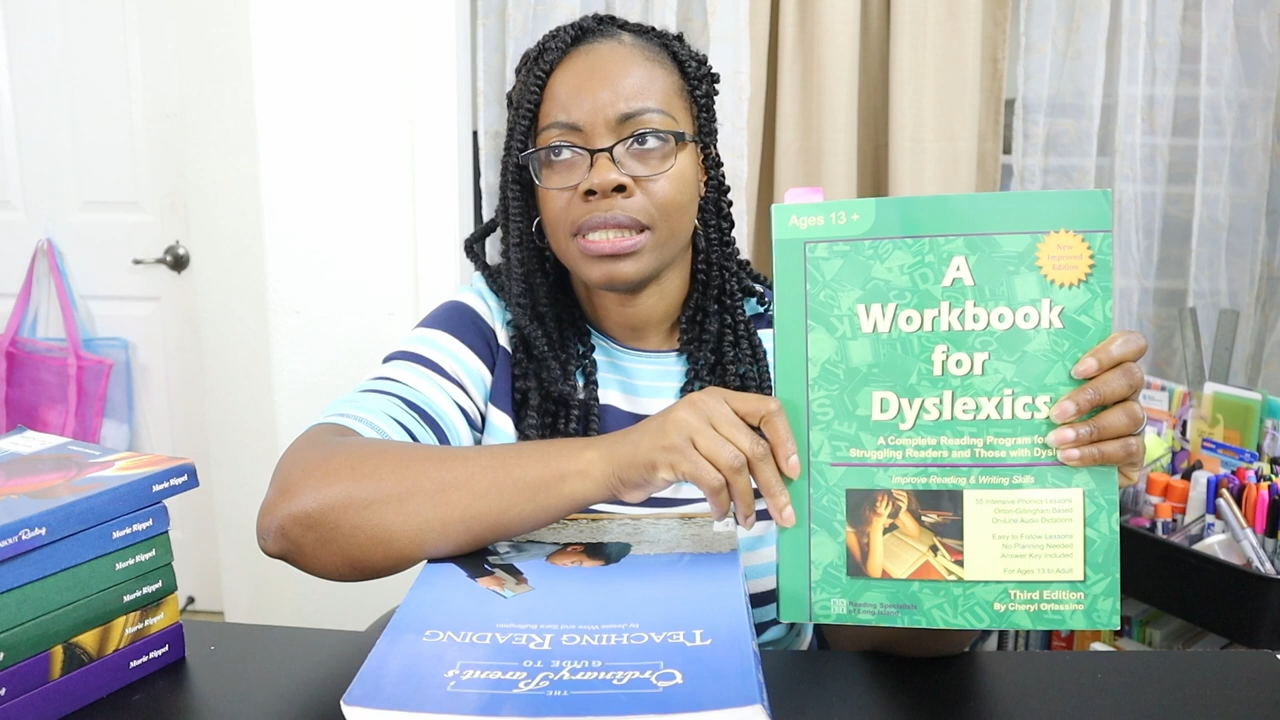 Ages 13 +
New
Improved
Edition
A
Workbook
for
Dyslexics
A Complete Reading Program for
Struggling Readers and Those with
Improve Reading & Writing Skills
55 Intensive Phonics Lessons
Orton-Gillingham Based
On-Line Audio Dictations
Easy to Follow Lessons
No Planning Needed
Answer Key Included
For Ages 13 to Adult
Third Edition
By Cheryl Orlassino
Reading Specialists
of Long Island
THE
Ordinary Parent's
GUIDE TO
TEACHING READING
by Jessie Wise and Sara Buffington
Marie Rippel
ABOUT Reading
Marie Rippel
Marie Rippel
Marie Rippel
Marie Rippel
Marie Rippel